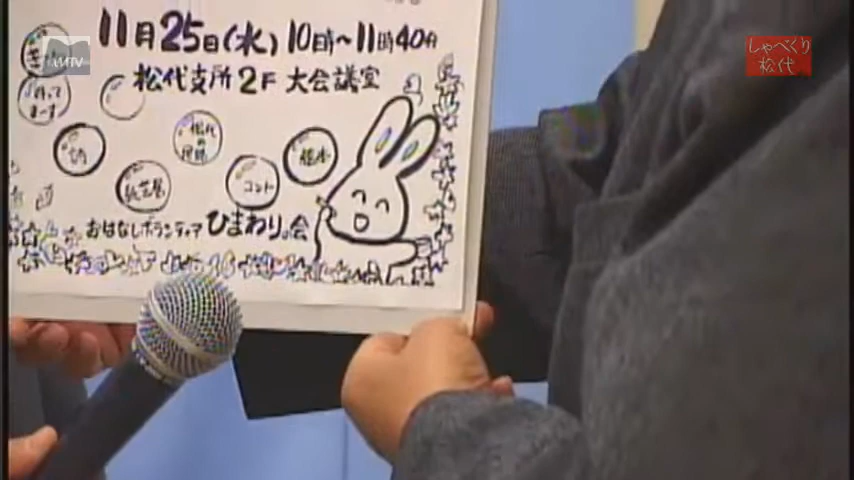 11月25日(水) 10時~11時40分
松代支所 2F 大会議室
詩
松代の民話
絵本
紙芝居
コント
おはなしボランティア ひまわりの会
しゃべくり
松代